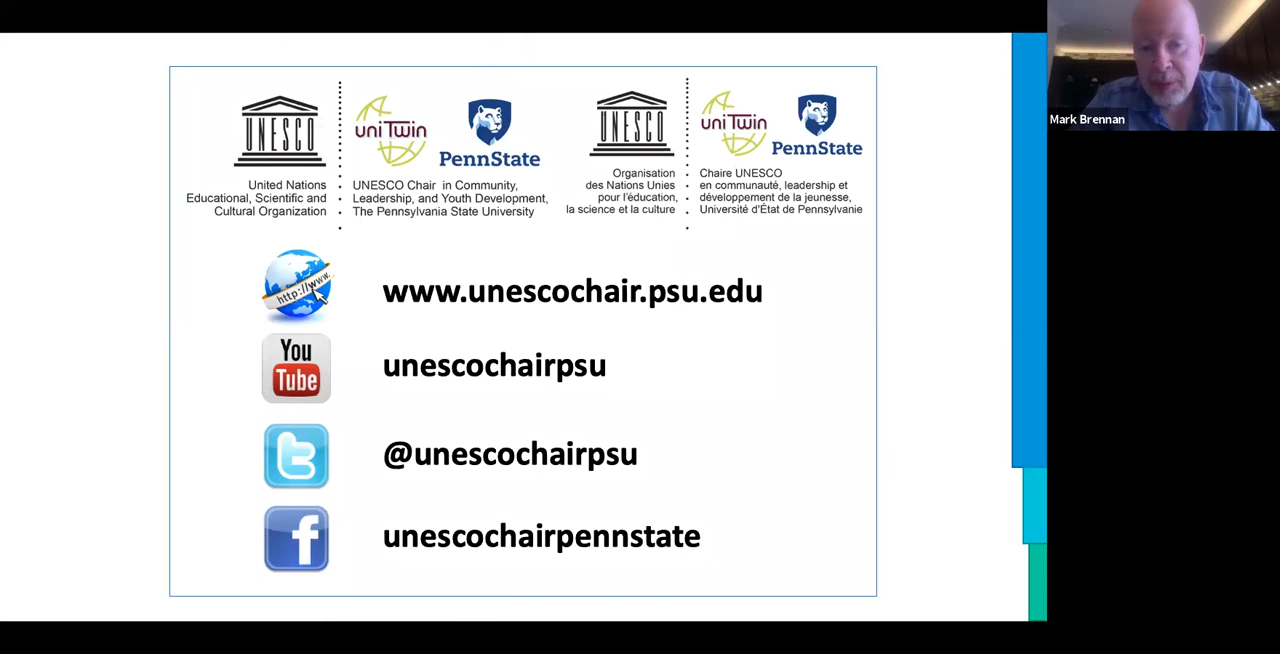 UNESCO
uniTwin
PennState
United Nations
Educational, Scientific and
Cultural Organization
UNESCO Chair in Community,
Leadership, and Youth Development,
The Pennsylvania State University
UNESCO
uniTwin
PennState
Organisation
des Nations Unies
pour l'éducation,
la science et la culture
Chaire UNESCO
en communauté, leadership et
développement de la jeunesse,
Université d'État de Pennsylvanie
http://www.
www.unescochair.psu.edu
You
Tube
unescochairpsu
@unescochairpsu
unescochairpennstate
Mark Brennan